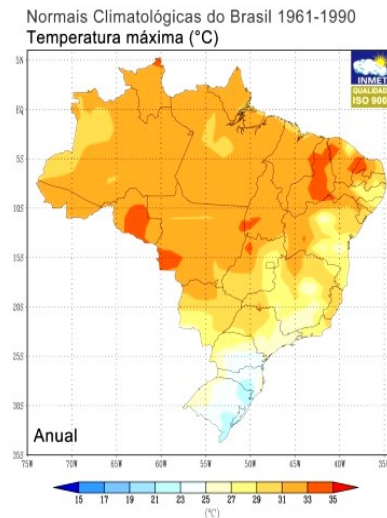 Normais Climatológicas do Brasil 1961-1990
Temperatura máxima (°C)
INMET
QUALIDAD
ISO 900
5N
EQ
5S
10S
15S
20S
25S
30S
35S
Anual
75W 70W 65W 60W 55W 50W 45W 40W 35W
15 17 19 21 23 25 27 29 31 33 35
(°C)